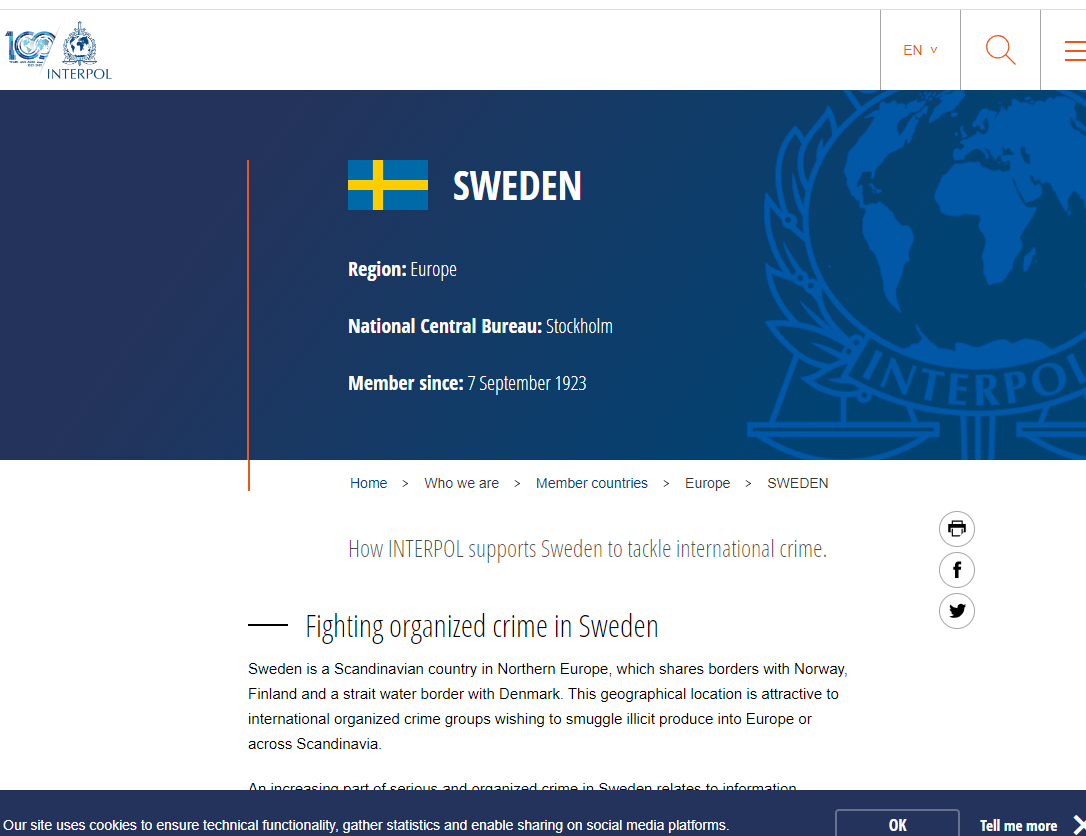 100
INTERPOL
EN
SWEDEN
Region: Europe
National Central Bureau: Stockholm
Member since: 7 September 1923
INTERPOL
Home > Who we are > Member countries > Europe > SWEDEN
How INTERPOL supports Sweden to tackle international crime.
Fighting organized crime in Sweden
Sweden is a Scandinavian country in Northern Europe, which shares borders with Norway,
Finland and a strait water border with Denmark. This geographical location is attractive to
international organized crime groups wishing to smuggle illicit produce into Europe or
across Scandinavia.
An increasing part of serious and organized crime in Sweden relates to information
Our site uses cookies to ensure technical functionality, gather statistics and enable sharing on social media platforms.
OK
Tell me more